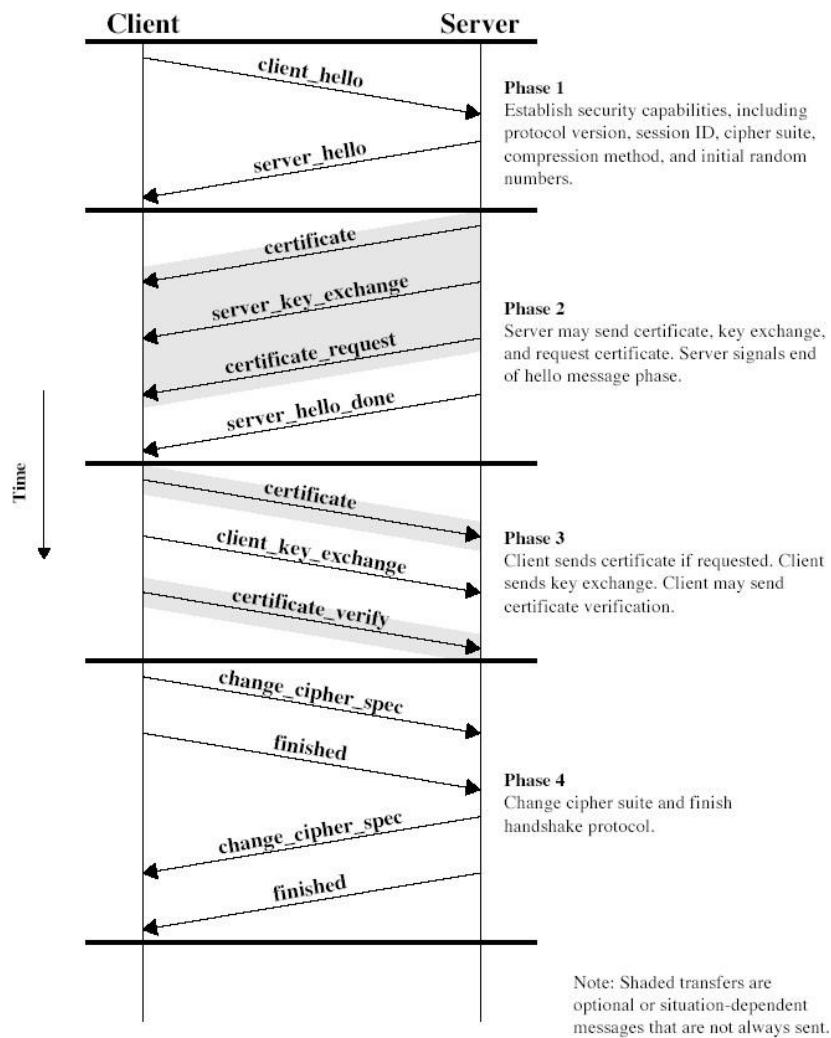 Client
Server
client_hello
Phase 1
Establish security capabilities, including
protocol version, session ID, cipher suite,
compression method, and initial random
numbers.
server_hello
certificate
server_key_exchange
certificate_request
server_hello_done
Phase 2
Server may send certificate, key exchange,
and request certificate. Server signals end
of hello message phase.
Time
certificate
client_key_exchange
certificate_verify
Phase 3
Client sends certificate if requested. Client
sends key exchange. Client may send
certificate verification.
change_cipher_spec
finished
change_cipher_spec
finished
Phase 4
Change cipher suite and finish
handshake protocol.
Note: Shaded transfers are
optional or situation-dependent
messages that are not always sent.